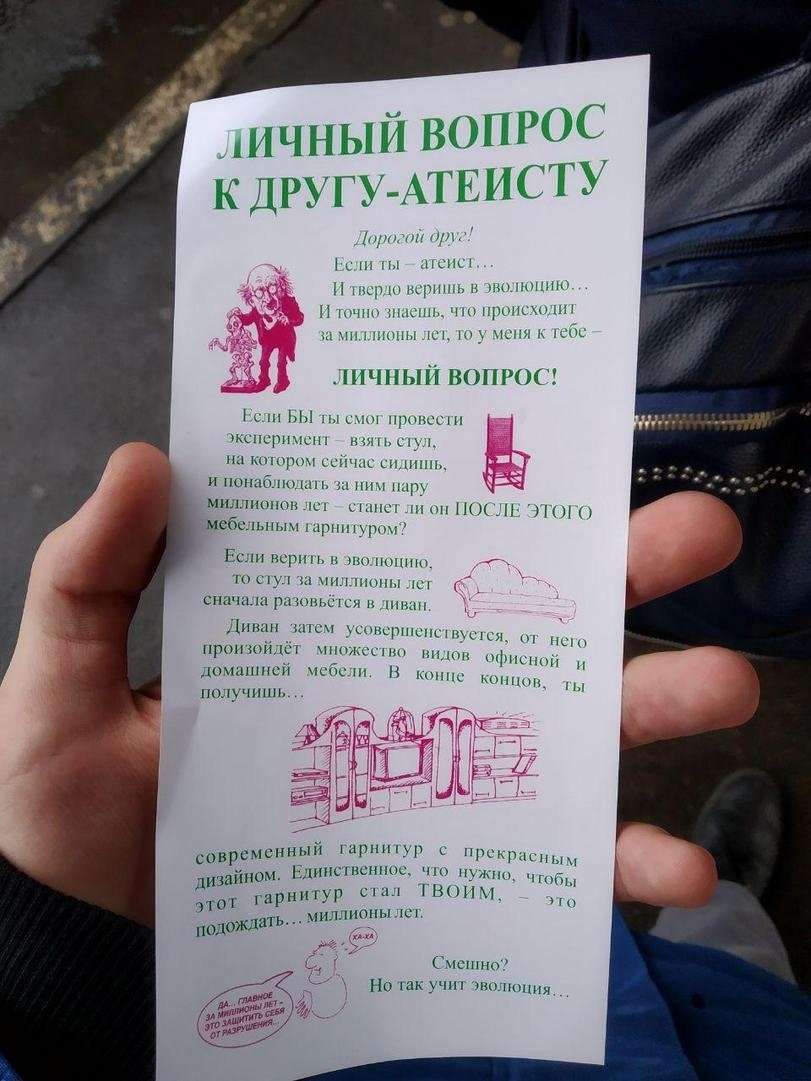 ЛИЧНЫЙ ВОПРОС
К ДРУГУ-АТЕИСТУ
Дорогой друг!
Если ты – атеист…
И твердо веришь в эволюцию…
И точно знаешь, что происходит
за миллионы лет, то у меня к тебе –
ЛИЧНЫЙ ВОПРОС!
Если БЫ ты смог провести
эксперимент – взять стул,
на котором сейчас сидишь,
и понаблюдать за ним пару
миллионов лет – станет ли он ПОСЛЕ ЭТОГО
мебельным гарнитуром?
Если верить в эволюцию,
то стул за миллионы лет
сначала разовьётся в диван.
Диван затем усовершенствуется, от него
произойдёт множество видов офисной и
домашней мебели. В конце концов, ты
получишь…
современный гарнитур с прекрасным
дизайном. Единственное, что нужно, чтобы
этот гарнитур стал ТВОИМ, – это
подождать… миллионы лет.
ХА-ХА
ДА... ГЛАВНОЕ
ЗА МИЛЛИОНЫ ЛЕТ –
ЭТО ЗАЩИТИТЬ СЕБЯ
ОТ РАЗРУШЕНИЯ...
Смешно?
Но так учит эволюция…